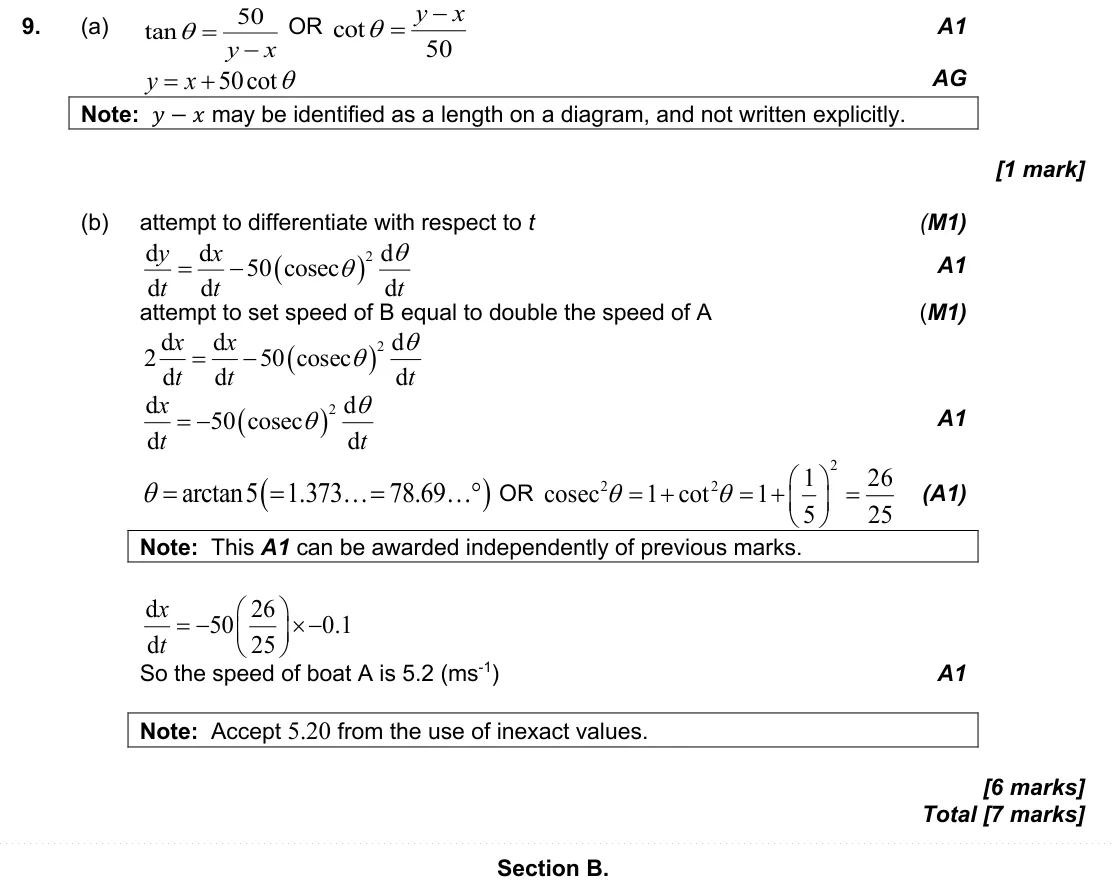 9. (a) tan θ = 50/(y − x) OR cot θ = (y − x)/50 A1
y = x + 50 cot θ AG
Note: y − x may be identified as a length on a diagram, and not written explicitly.
[1 mark]
(b) attempt to differentiate with respect to t (M1)
dy/dt = dx/dt − 50(cosec θ)² dθ/dt A1
attempt to set speed of B equal to double the speed of A (M1)
2 dx/dt = dx/dt − 50(cosec θ)² dθ/dt
dx/dt = −50(cosec θ)² dθ/dt A1
θ = arctan 5 (= 1.373… = 78.69…°) OR cosec²θ = 1 + cot²θ = 1 + (1/5)² = 26/25 (A1)
Note: This A1 can be awarded independently of previous marks.
dx/dt = −50(26/25) × −0.1
So the speed of boat A is 5.2 (ms⁻¹) A1
Note: Accept 5.20 from the use of inexact values.
[6 marks]
Total [7 marks]
Section B.